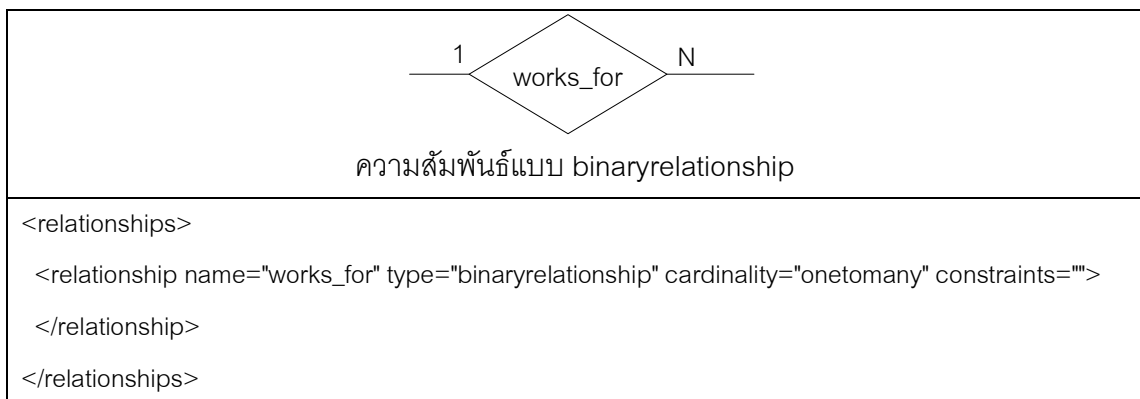 1 works_for N
ความสัมพันธ์แบบ binaryrelationship
<relationships>
<relationship name="works_for" type="binaryrelationship" cardinality="onetomany" constraints="">
</relationship>
</relationships>